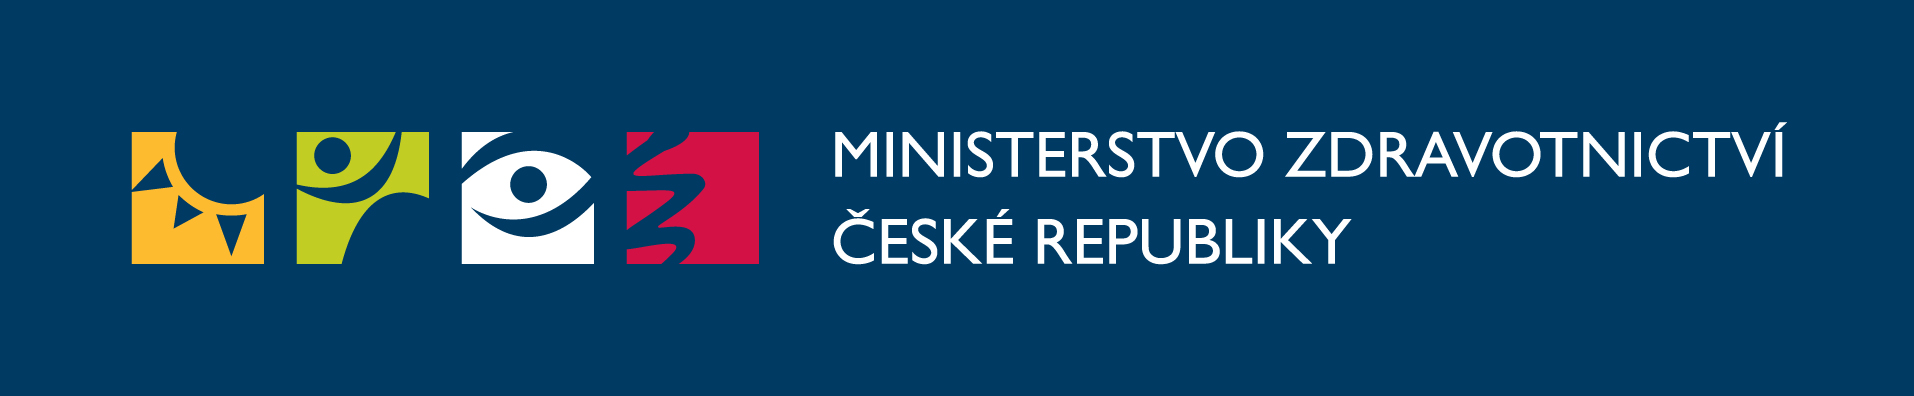 MINISTERSTVO ZDRAVOTNICTVÍ
ČESKÉ REPUBLIKY